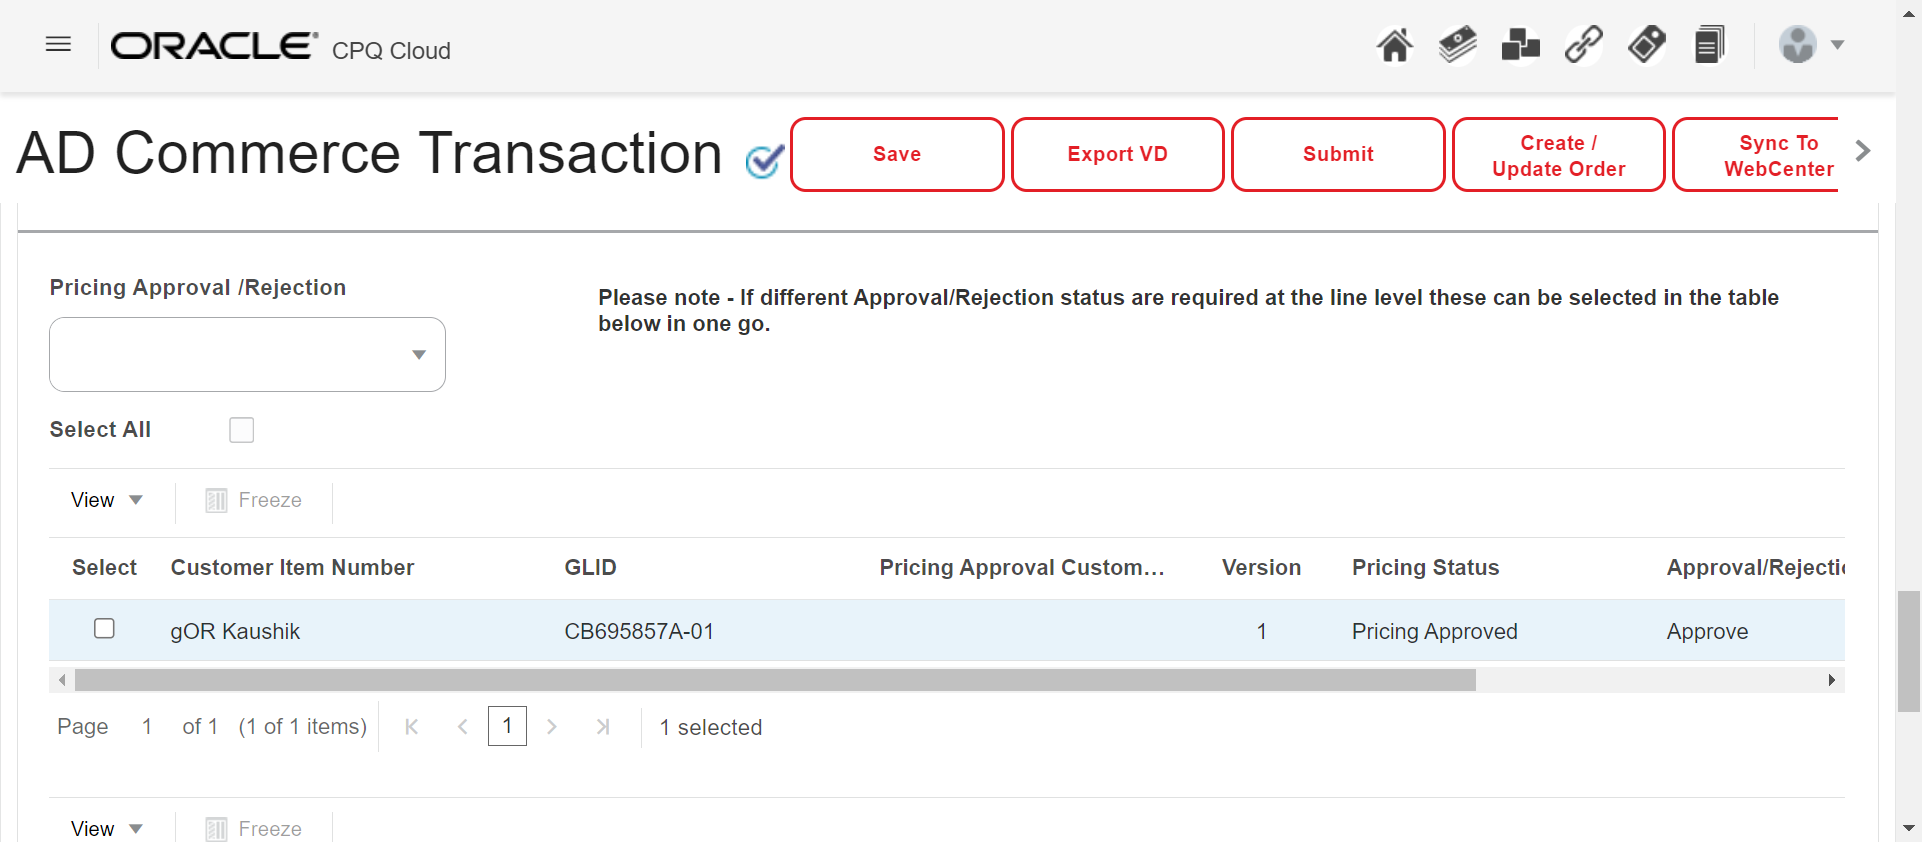 ORACLE CPQ Cloud
AD Commerce Transaction
Save
Export VD
Submit
Create /
Update Order
Sync To
WebCenter
Pricing Approval /Rejection
Please note - If different Approval/Rejection status are required at the line level these can be selected in the table
below in one go.
Select All
View
Freeze
Select Customer Item Number GLID Pricing Approval Custom... Version Pricing Status Approval/Rejectio
gOR Kaushik CB695857A-01 1 Pricing Approved Approve
Page 1 of 1 (1 of 1 items) 1 1 selected
View
Freeze